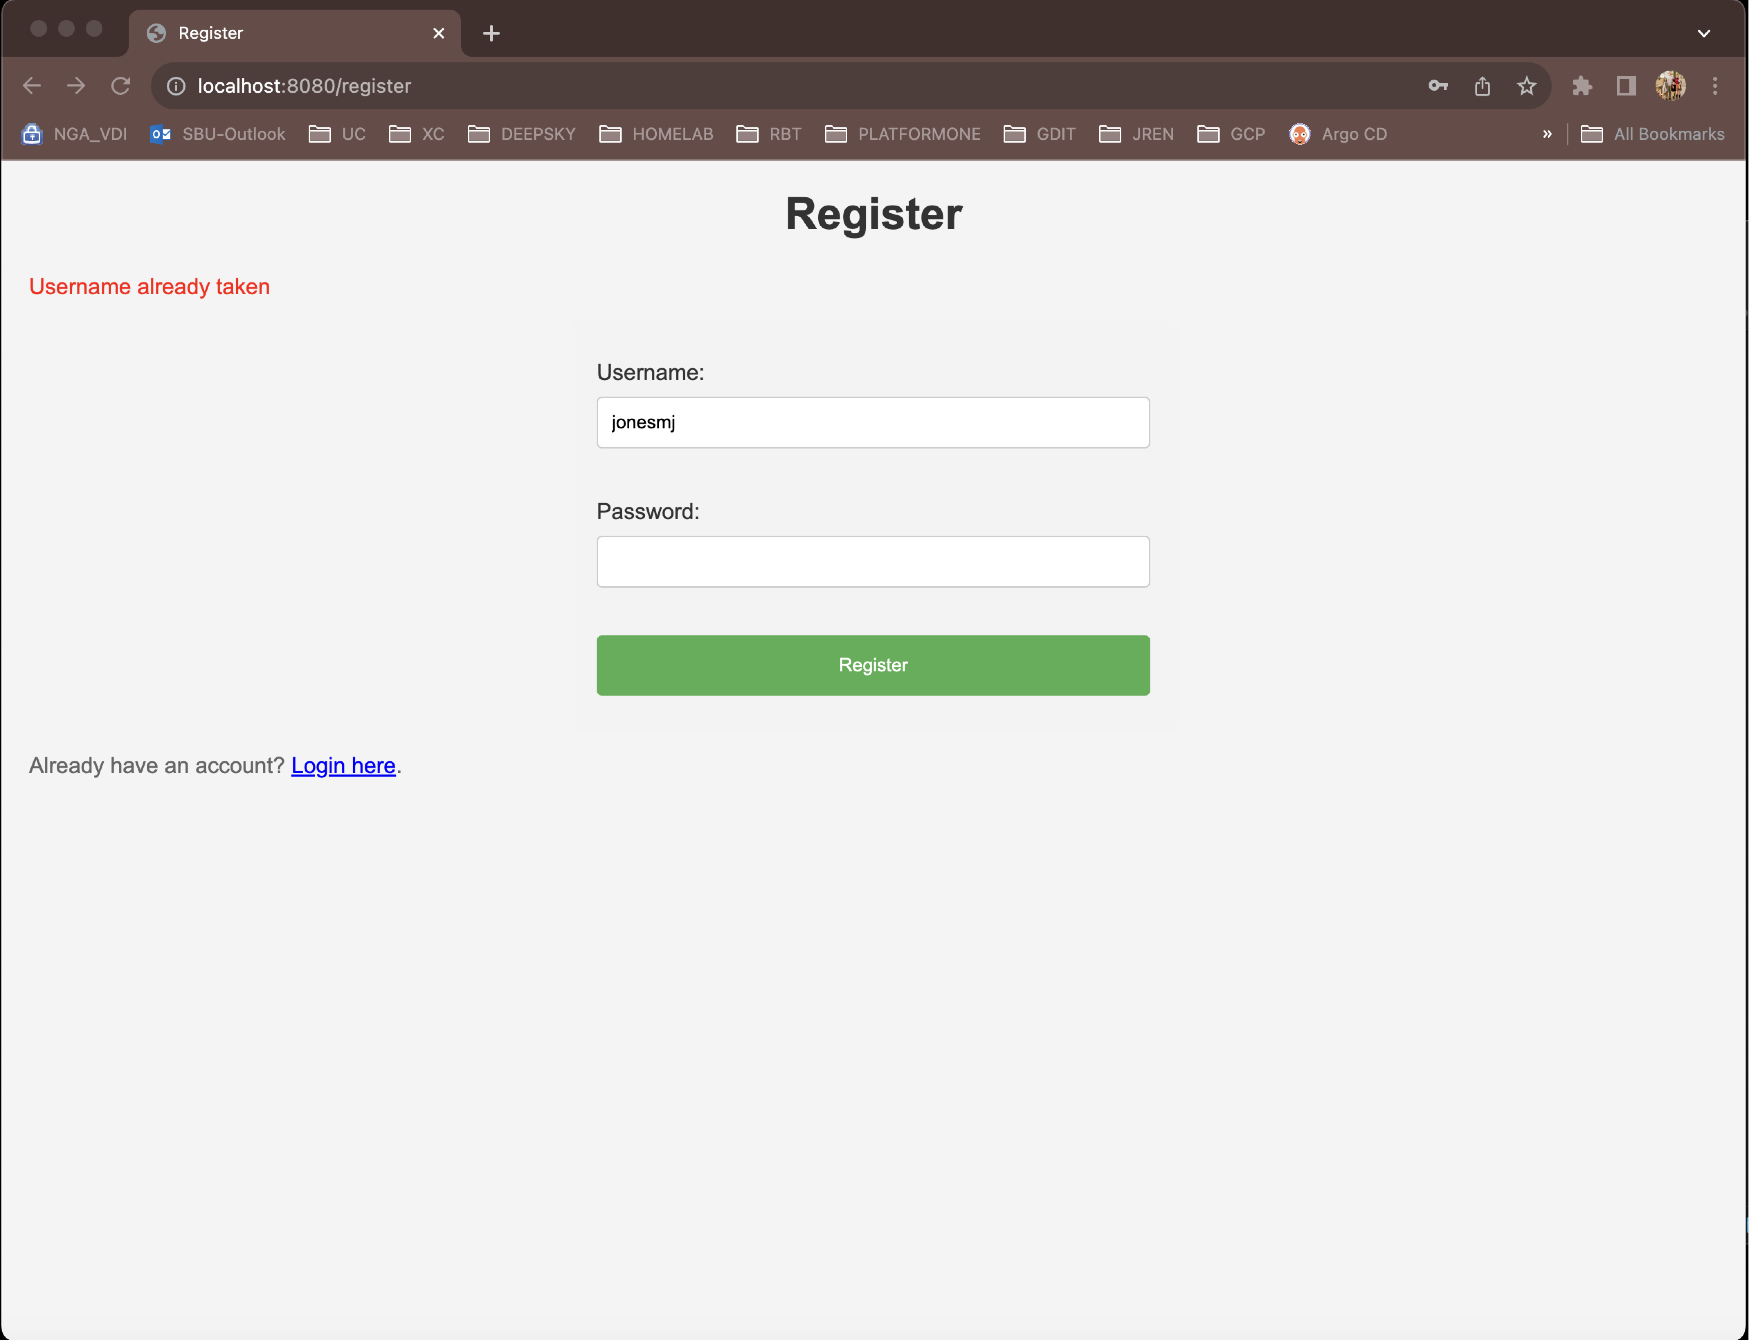 Register
localhost:8080/register
NGA_VDI SBU-Outlook UC XC DEEPSKY HOMELAB RBT PLATFORMONE GDIT JREN GCP Argo CD » All Bookmarks
Register
Username already taken
Username:
jonesmj
Password:
Register
Already have an account? Login here.